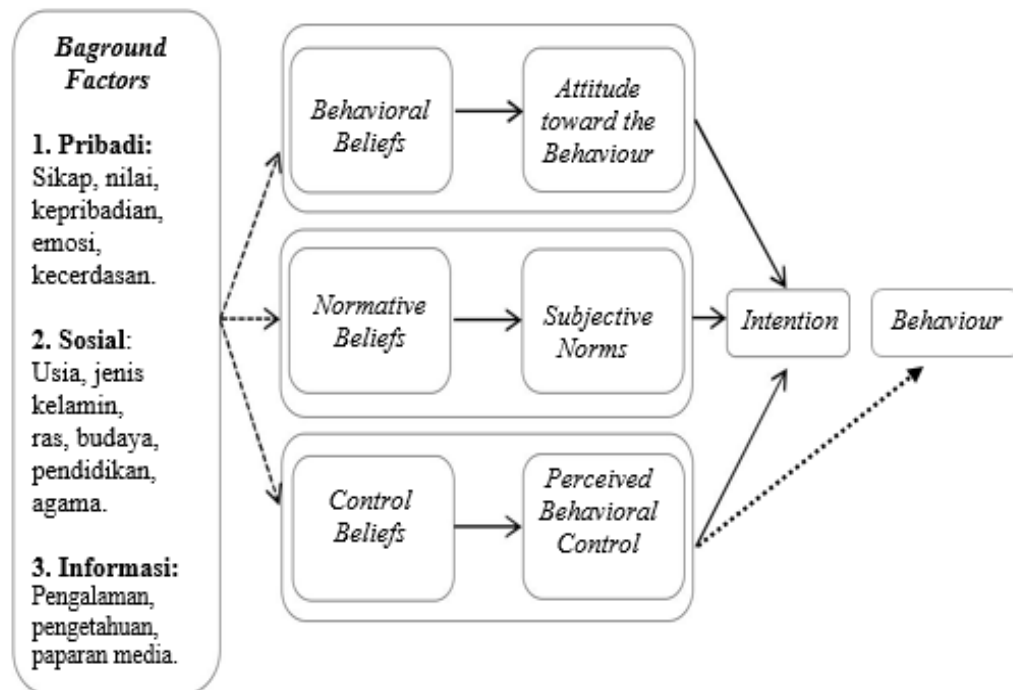 Baground
Factors
1. Pribadi:
Sikap, nilai,
kepribadian,
emosi,
kecerdasan.
2. Sosial:
Usia, jenis
kelamin,
ras, budaya,
pendidikan,
agama.
3. Informasi:
Pengalaman,
pengetahuan,
paparan media.
Behavioral
Beliefs
Attitude
toward the
Behaviour
Normative
Beliefs
Subjective
Norms
Control
Beliefs
Perceived
Behavioral
Control
Intention
Behaviour